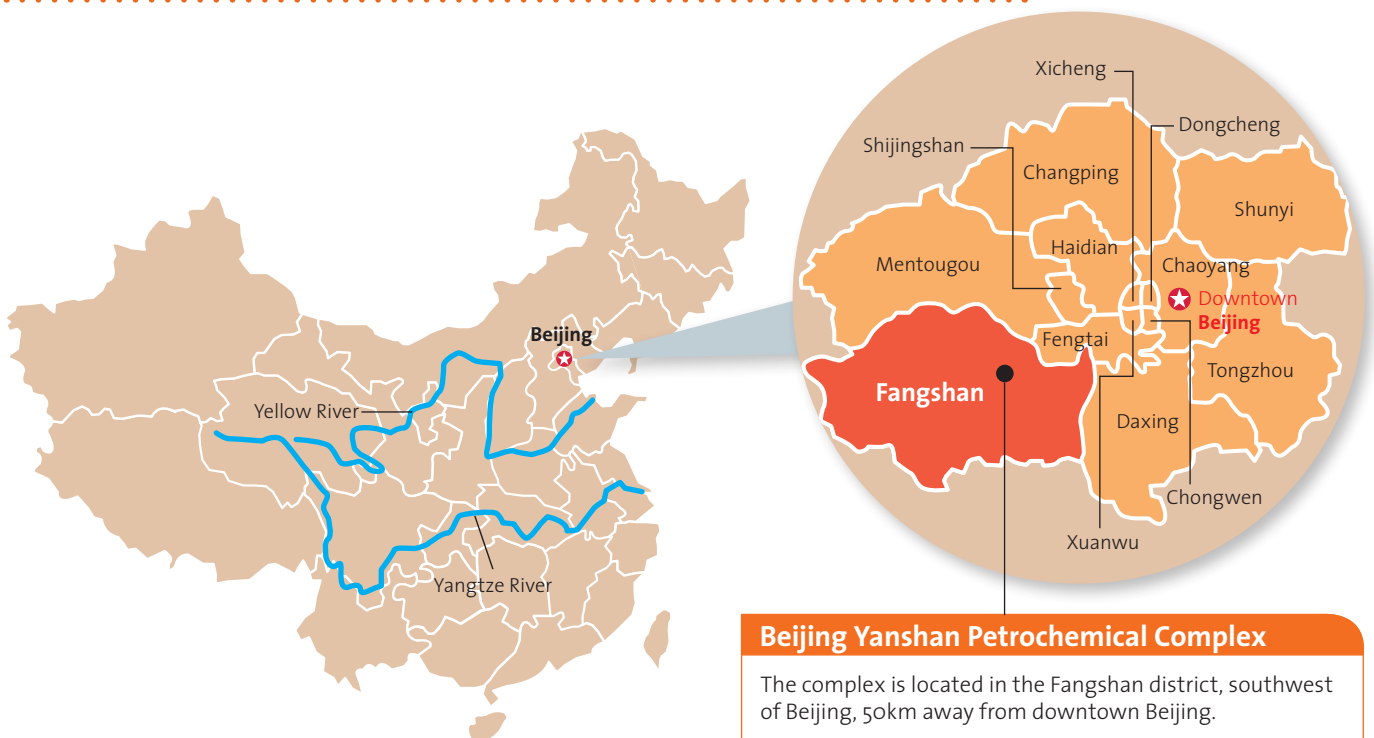 Beijing
Yellow River
Yangtze River
Xicheng
Dongcheng
Shijingshan
Changping
Shunyi
Haidian
Mentougou
Chaoyang
Downtown
Beijing
Fengtai
Tongzhou
Fangshan
Daxing
Chongwen
Xuanwu
Beijing Yanshan Petrochemical Complex
The complex is located in the Fangshan district, southwest
of Beijing, 50km away from downtown Beijing.